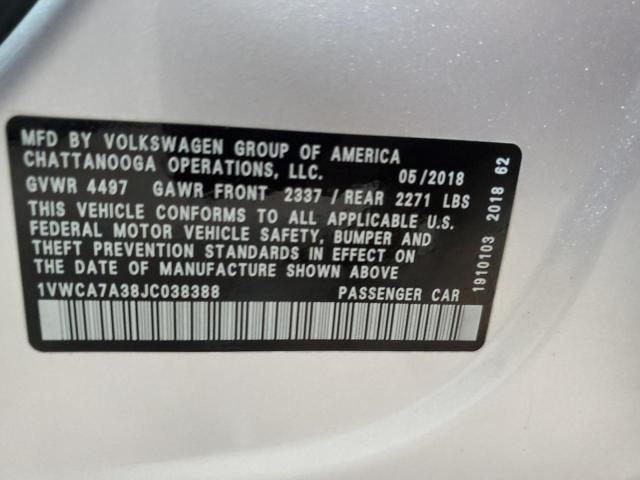 MFD BY VOLKSWAGEN GROUP OF AMERICA
CHATTANOOGA OPERATIONS, LLC. 05/2018
GVWR 4497 GAWR FRONT 2337/REAR 2271 LBS
THIS VEHICLE CONFORMS TO ALL APPLICABLE U.S.
FEDERAL MOTOR VEHICLE SAFETY, BUMPER AND
THEFT PREVENTION STANDARDS IN EFFECT ON
THE DATE OF MANUFACTURE SHOWN ABOVE
1VWCA7A38JC038388 PASSENGER CAR
1910103 2018 62